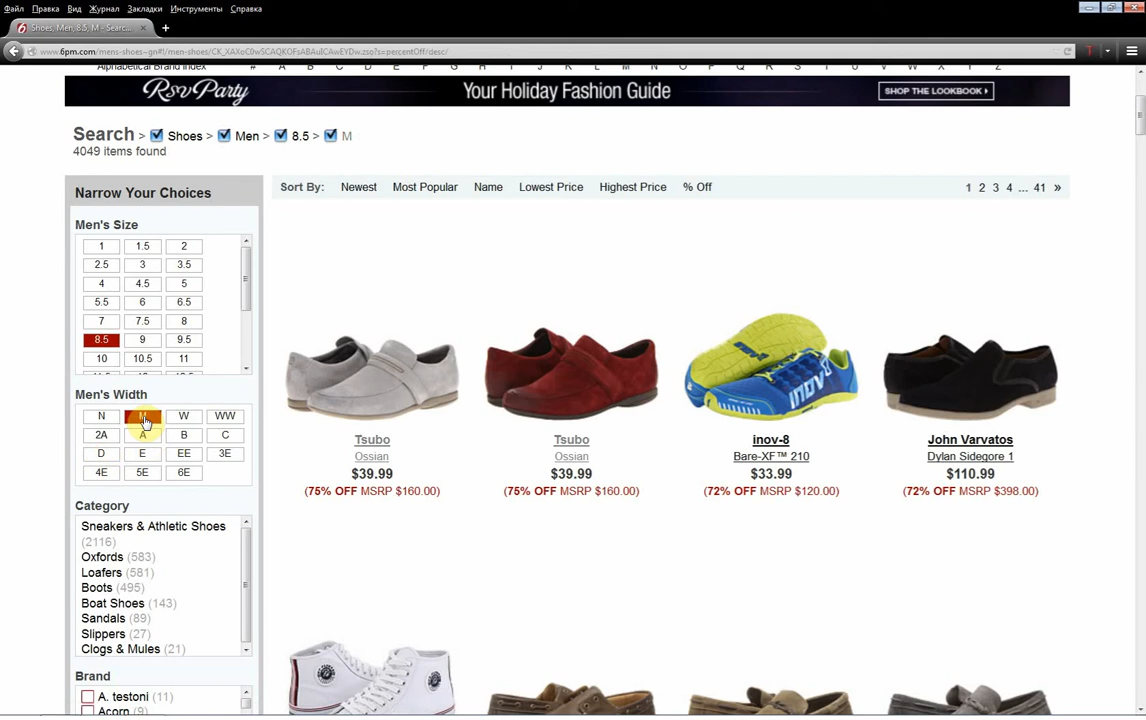 Файл Правка Вид Журнал Закладки Инструменты Справка
Shoes, Men, 8.5, M - Searc...
www.6pm.com/mens-shoes~gn#!/men-shoes/CK_XAXoC0wSCAQKOFsABAuICAwEYDw.zso?s=percentOff/desc/
Alphabetical Brand Index # A B C D E F G H I J K L M N O P Q R S T U V W X Y Z
Rsvp Party Your Holiday Fashion Guide SHOP THE LOOKBOOK
Search > Shoes > Men > 8.5 > M
4049 items found
Narrow Your Choices
Sort By: Newest Most Popular Name Lowest Price Highest Price % Off 1 2 3 4 ... 41 »
Men's Size
1 1.5 2
2.5 3 3.5
4 4.5 5
5.5 6 6.5
7 7.5 8
8.5 9 9.5
10 10.5 11
Men's Width
N M W WW
2A A B C
D E EE 3E
4E 5E 6E
Category
Sneakers & Athletic Shoes
(2116)
Oxfords (583)
Loafers (581)
Boots (495)
Boat Shoes (143)
Sandals (89)
Slippers (27)
Clogs & Mules (21)
Brand
A. testoni (11)
Acorn (9)
Tsubo
Ossian
$39.99
(75% OFF MSRP $160.00)
Tsubo
Ossian
$39.99
(75% OFF MSRP $160.00)
inov-8
Bare-XF™ 210
$33.99
(72% OFF MSRP $120.00)
John Varvatos
Dylan Sidegore 1
$110.99
(72% OFF MSRP $398.00)